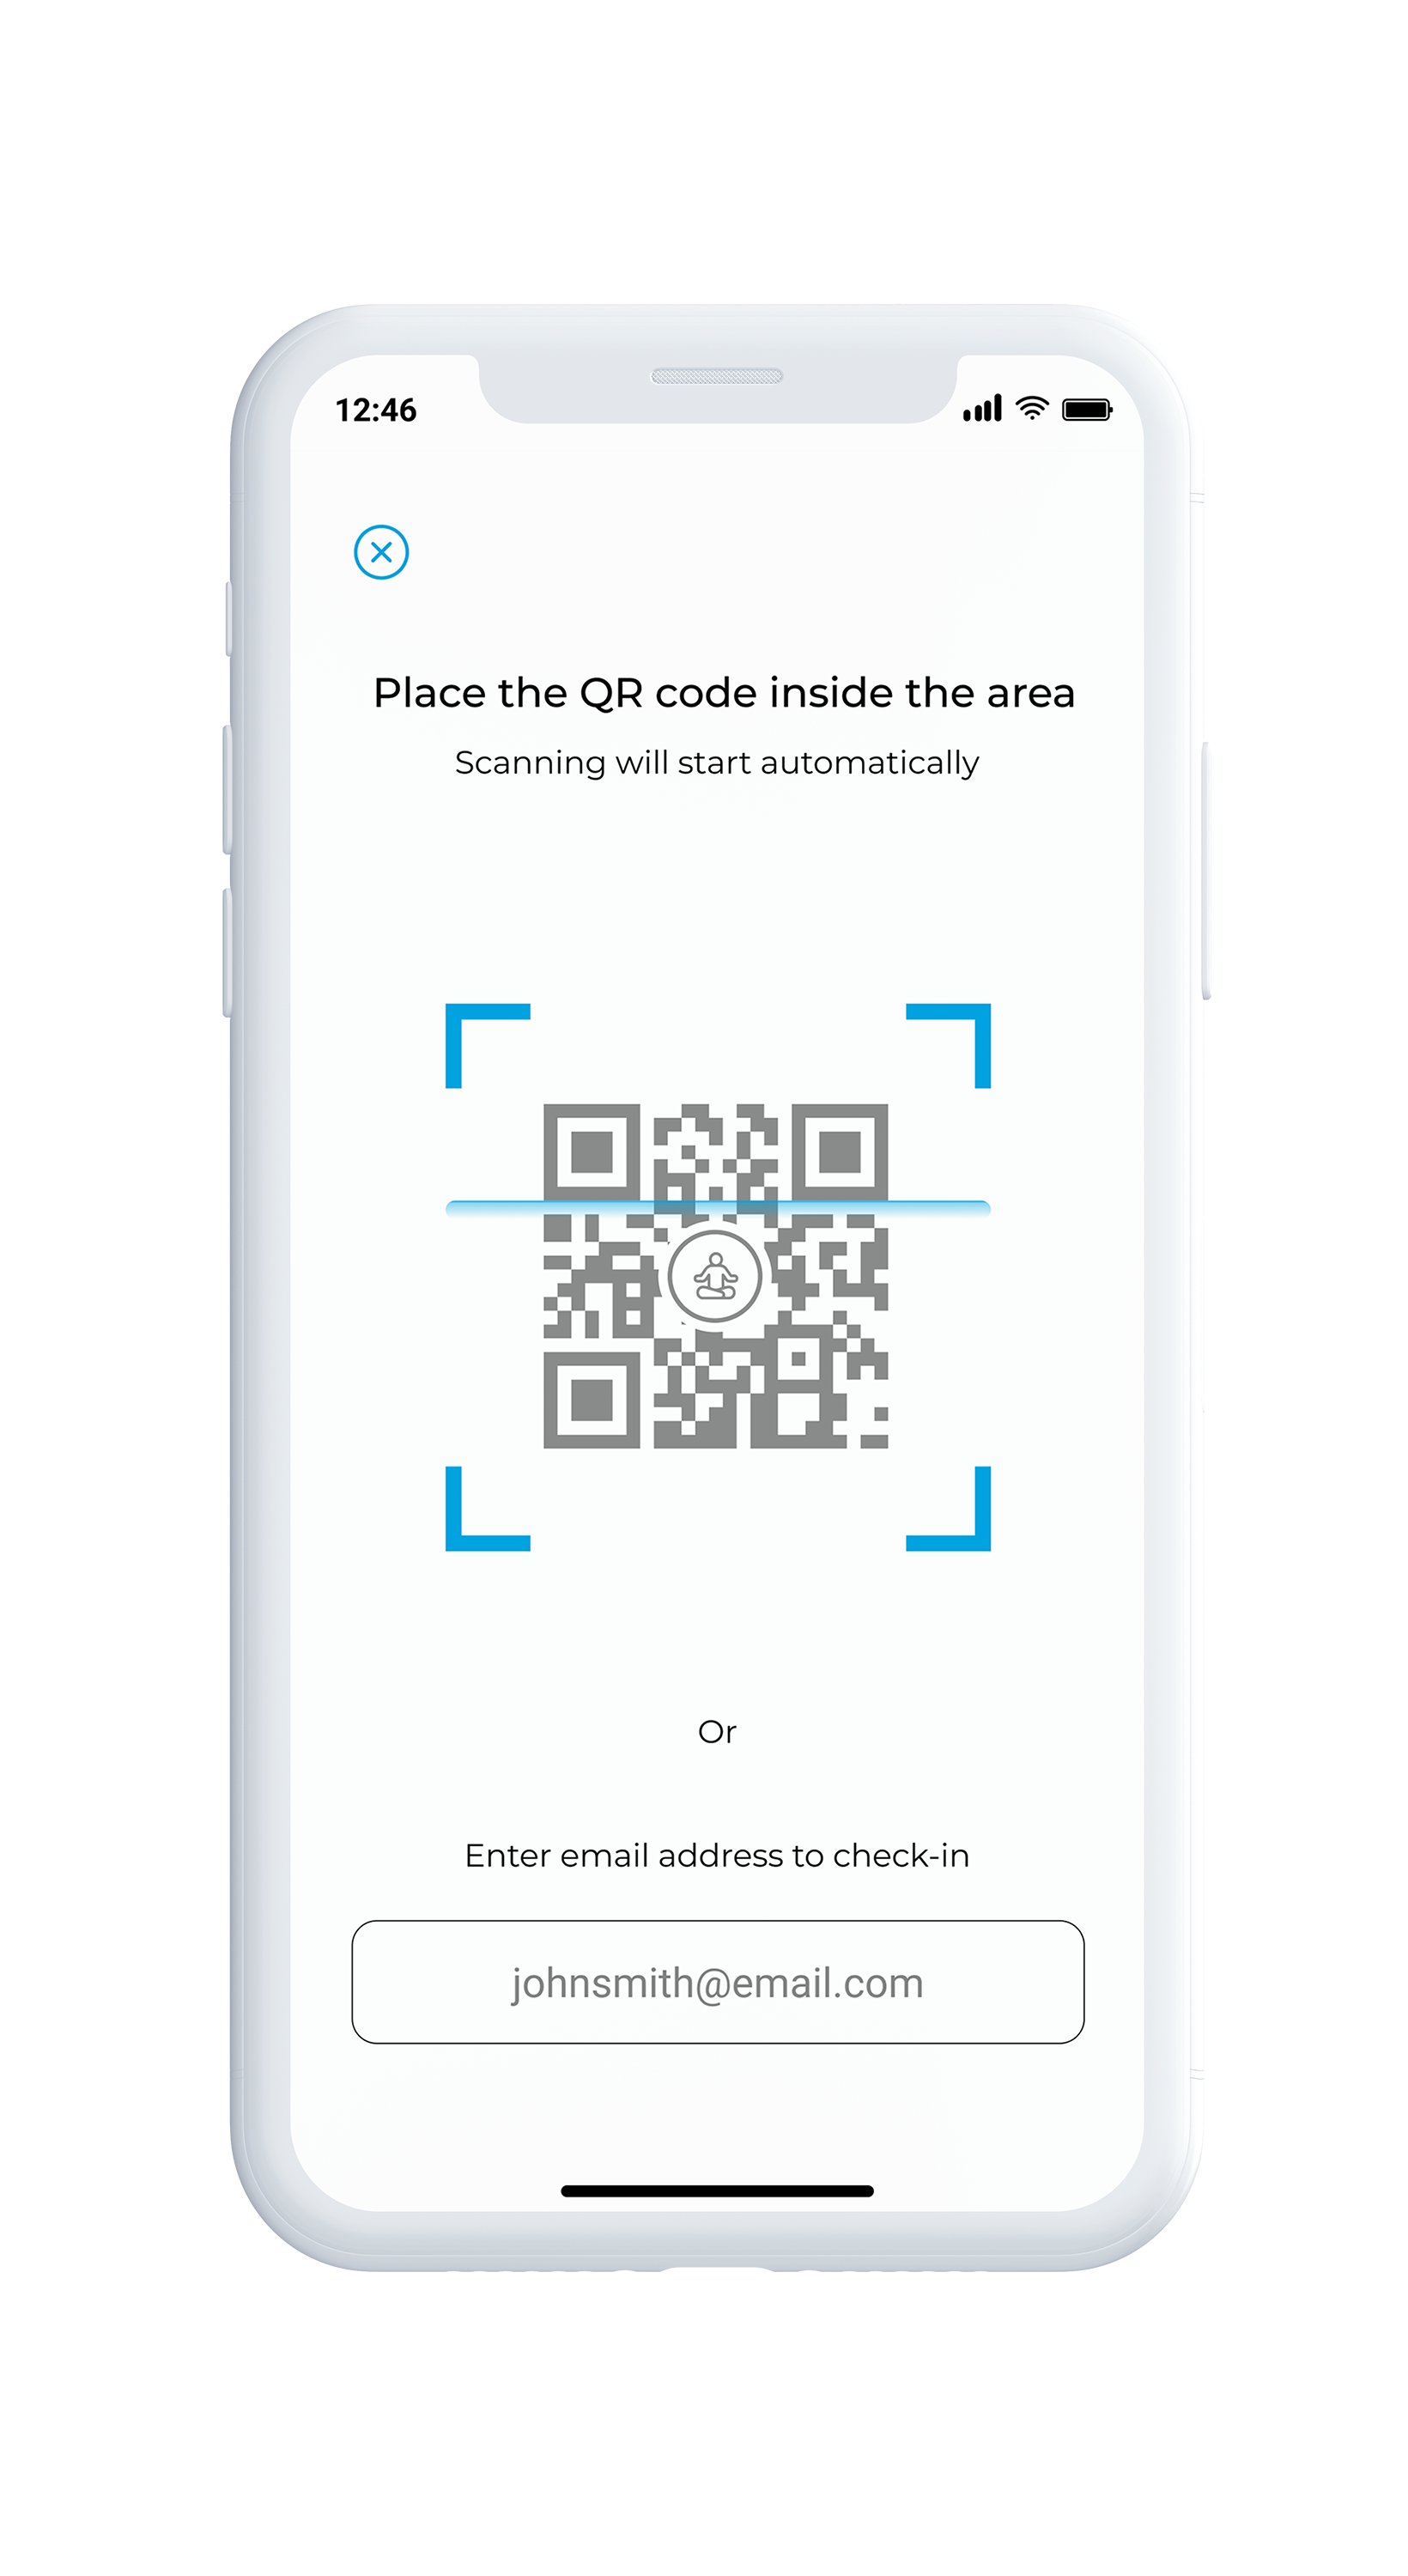 12:46
Place the QR code inside the area
Scanning will start automatically
Or
Enter email address to check-in
johnsmith@email.com